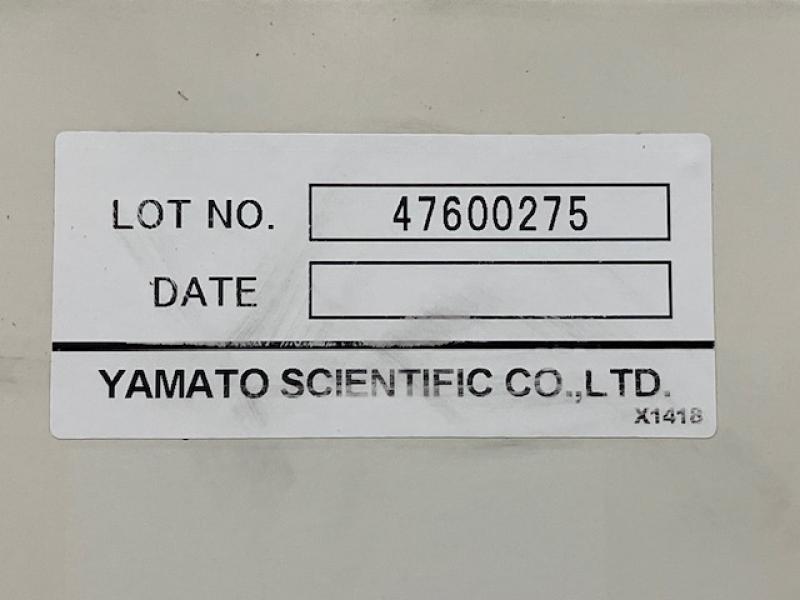 LOT NO. 47600275
DATE
YAMATO SCIENTIFIC CO.,LTD.
X1418